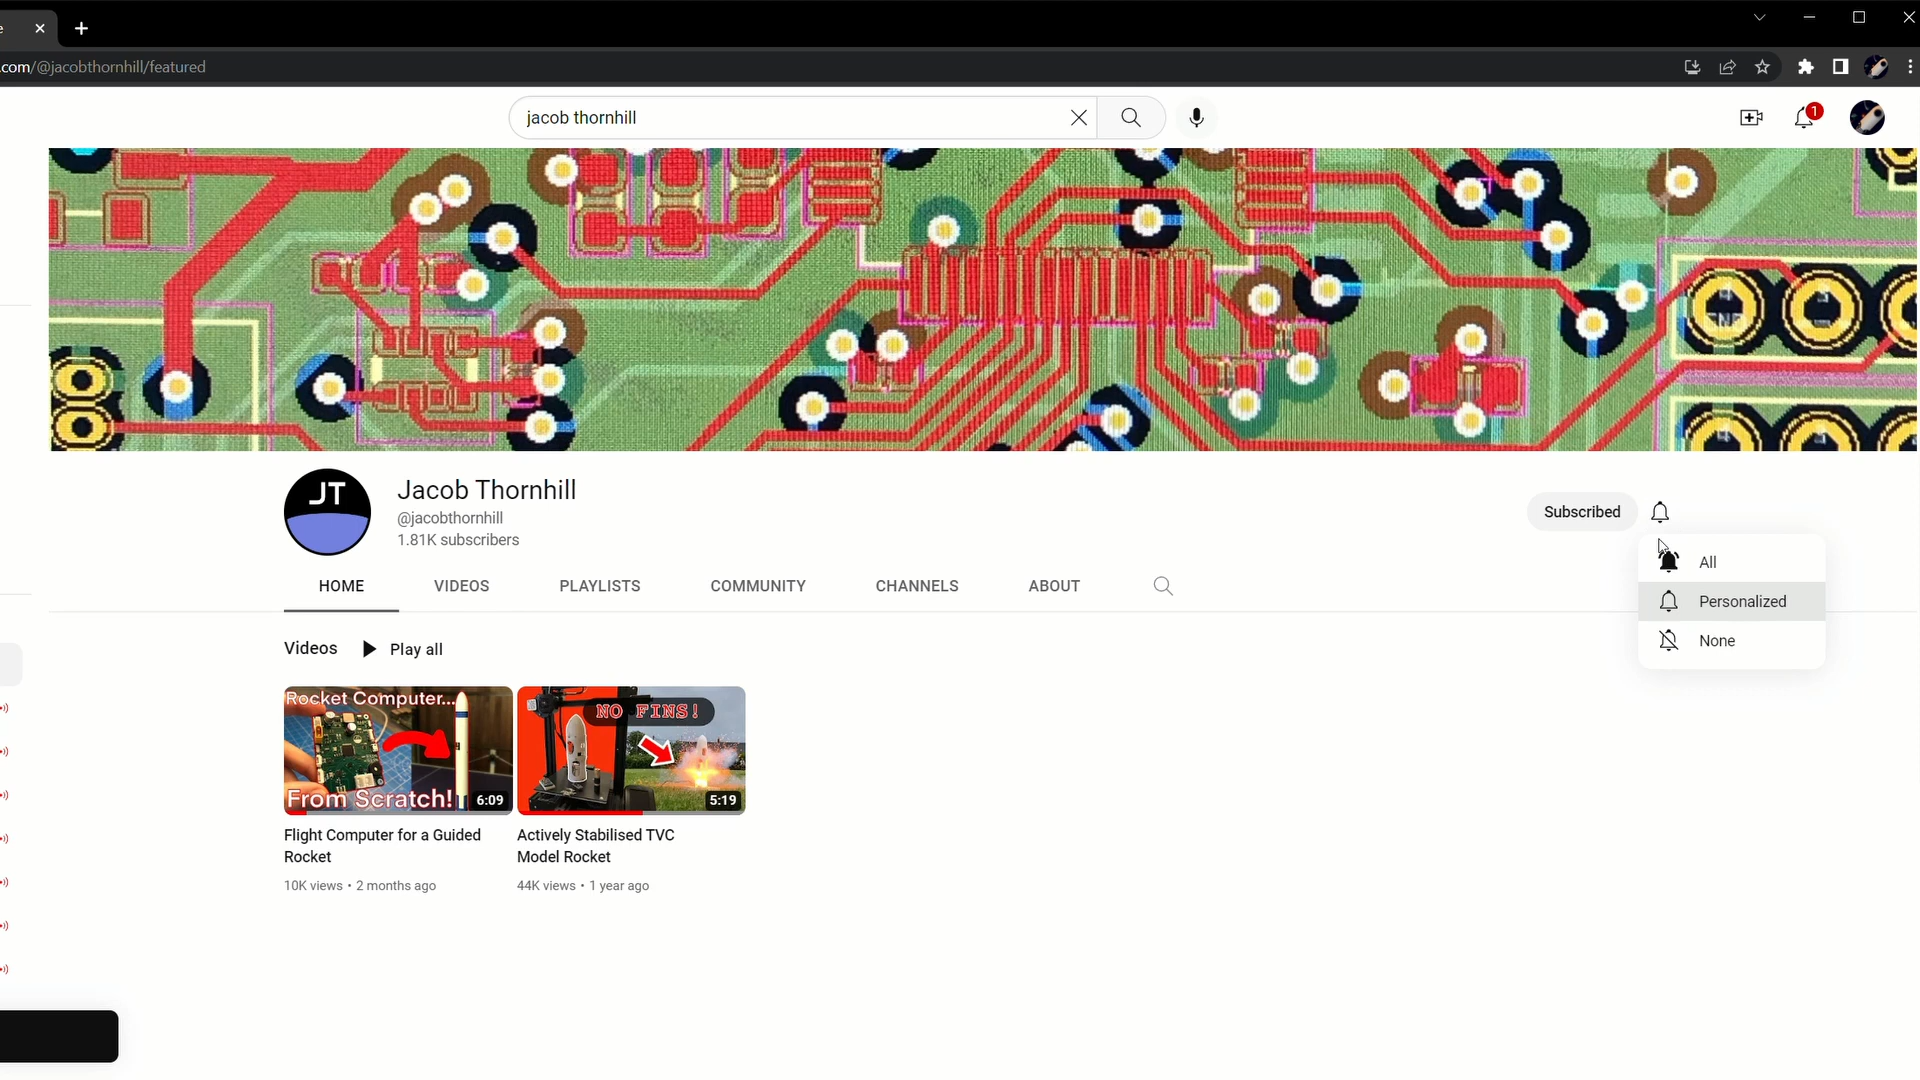 .com/@jacobthornhill/featured
jacob thornhill
1
JT
Jacob Thornhill
@jacobthornhill
1.81K subscribers
Subscribed
All
Personalized
None
HOME
VIDEOS
PLAYLISTS
COMMUNITY
CHANNELS
ABOUT
Videos
Play all
Rocket Computer...
From Scratch!
6:09
NO FINS!
5:19
Flight Computer for a Guided
Rocket
10K views • 2 months ago
Actively Stabilised TVC
Model Rocket
44K views • 1 year ago